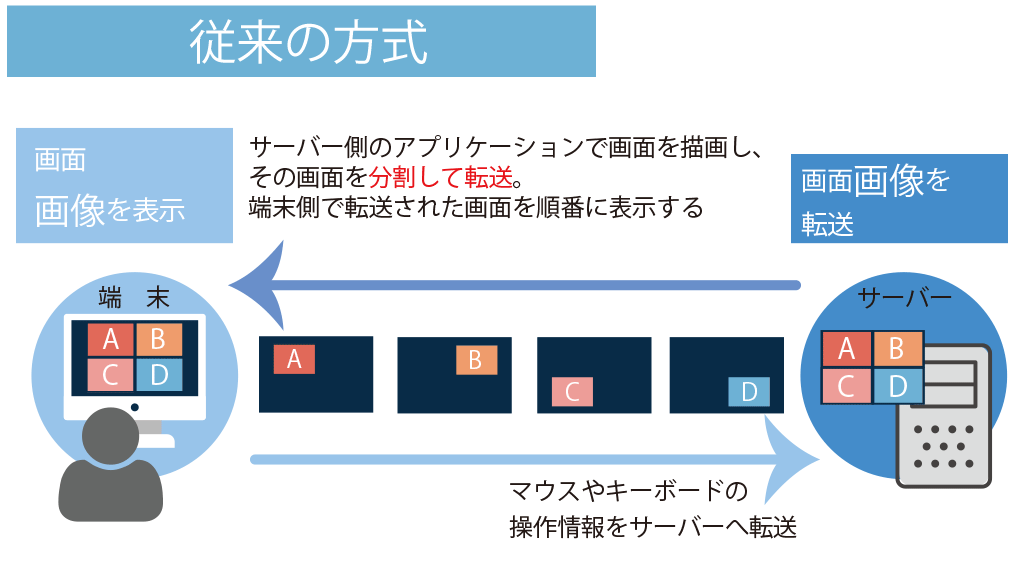 従来の方式
画面
画像を表示
サーバー側のアプリケーションで画面を描画し、
その画面を分割して転送。
端末側で転送された画面を順番に表示する
画面画像を
転送
端 末
サーバー
A B
C D
A
B
C
D
A B
C D
マウスやキーボードの
操作情報をサーバーへ転送